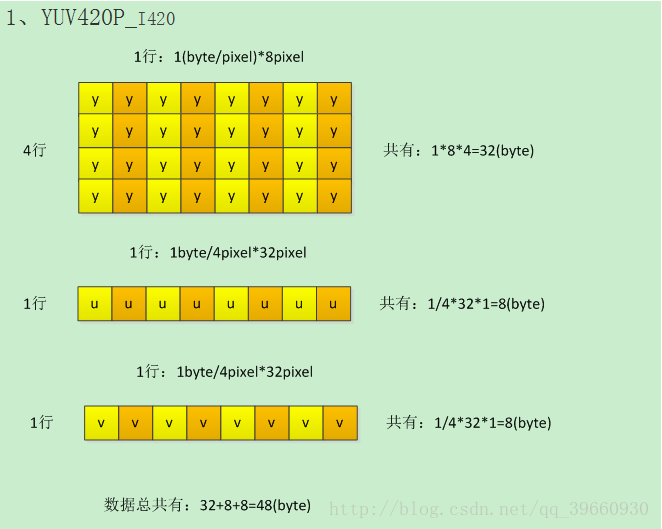 1、YUV420P_I420
1行：1(byte/pixel)*8pixel
y y y y y y y y
y y y y y y y y
4行
共有：1*8*4=32(byte)
y y y y y y y y
y y y y y y y y
1行：1byte/4pixel*32pixel
1行
u u u u u u u u
共有：1/4*32*1=8(byte)
1行：1byte/4pixel*32pixel
1行
v v v v v v v v
共有：1/4*32*1=8(byte)
数据总共有：32+8+8=48(byte)
http://blog.csdn.net/qq_39660930